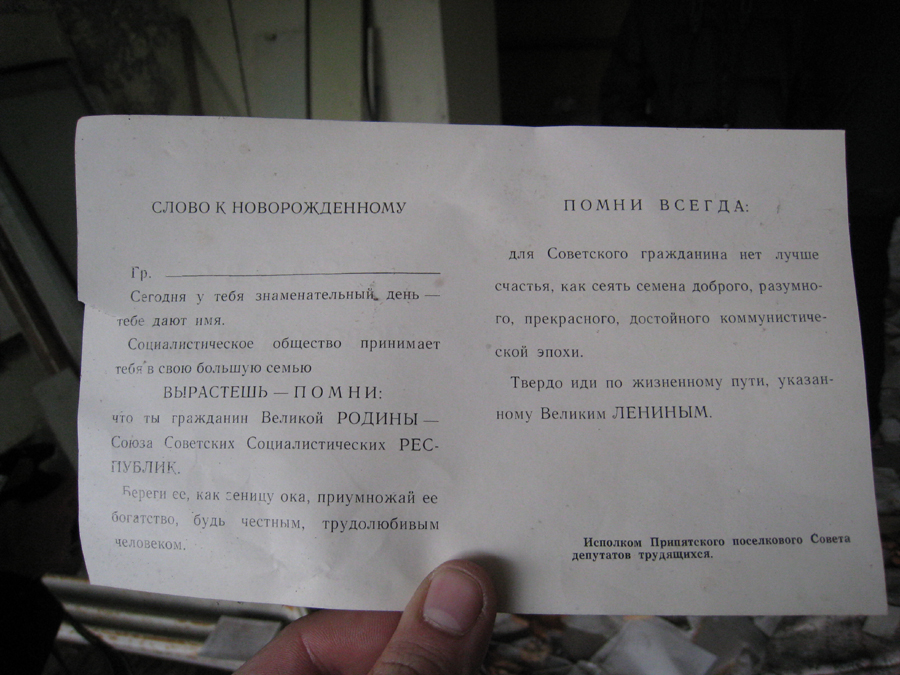 СЛОВО К НОВОРОЖДЕННОМУ
Гр.
Сегодня у тебя знаменательный день —
тебе дают имя.
Социалистическое общество принимает
тебя в свою большую семью
ВЫРАСТЕШЬ — ПОМНИ:
что ты гражданин Великой РОДИНЫ —
Союза Советских Социалистических РЕС-
ПУБЛИК.
Береги ее, как зеницу ока, приумножай ее
богатство, будь честным, трудолюбивым
человеком.
ПОМНИ ВСЕГДА:
для Советского гражданина нет лучше
счастья, как сеять семена доброго, разумно-
го, прекрасного, достойного коммунистиче-
ской эпохи.
Твердо иди по жизненному пути, указан-
ному Великим ЛЕНИНЫМ.
Исполком Припятского поселкового Совета
депутатов трудящихся.